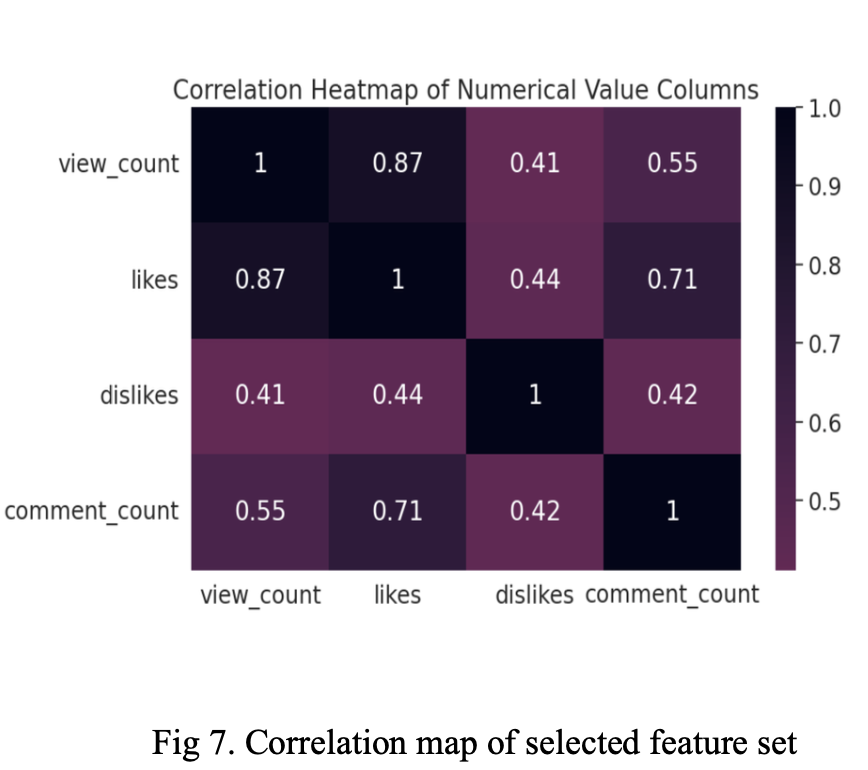 Correlation Heatmap of Numerical Value Columns
view_count 1 0.87 0.41 0.55
likes 0.87 1 0.44 0.71
dislikes 0.41 0.44 1 0.42
comment_count 0.55 0.71 0.42 1
view_count likes dislikes comment_count
1.0
0.9
0.8
0.7
0.6
0.5
Fig 7. Correlation map of selected feature set